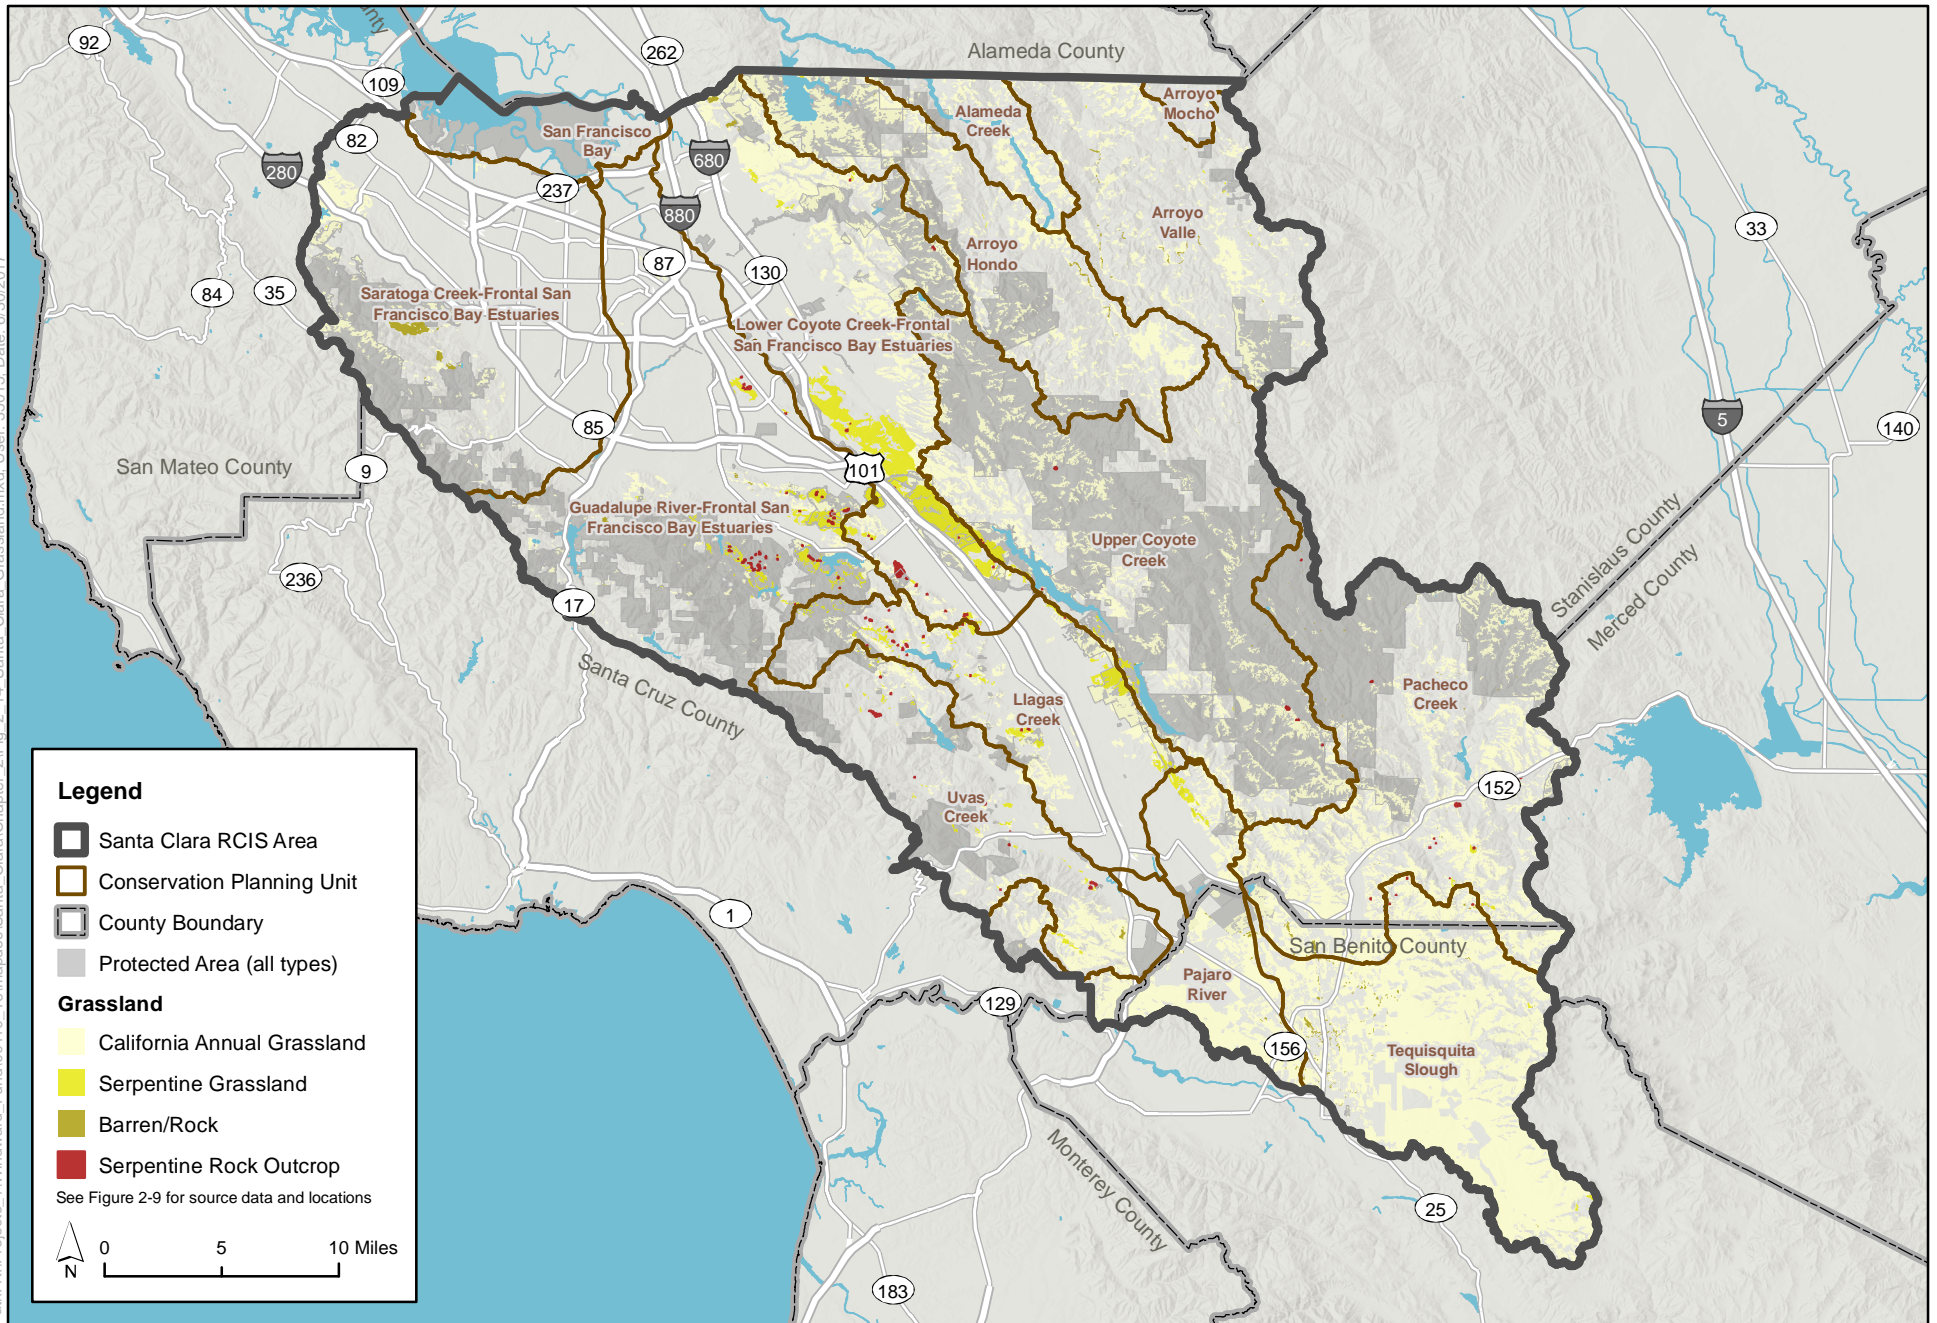 92
109
262
Alameda County
unty
82
280
San Francisco
Bay
237
680
880
Alameda
Creek
Arroyo
Mocho
Arroyo
Valle
Arroyo
Hondo
33
84
35
87
130
Saratoga Creek-Frontal San
Francisco Bay Estuaries
Lower Coyote Creek-Frontal
San Francisco Bay Estuaries
5
140
85
San Mateo County
9
101
Guadalupe River-Frontal San
Francisco Bay Estuaries
Upper Coyote
Creek
Stanislaus County
Merced County
236
17
Santa Cruz County
Llagas
Creek
Pacheco
Creek
152
Uvas
Creek
1
San Benito County
Pajaro
River
129
156
Tequisquita
Slough
Monterey County
25
183
Legend
Santa Clara RCIS Area
Conservation Planning Unit
County Boundary
Protected Area (all types)
Grassland
California Annual Grassland
Serpentine Grassland
Barren/Rock
Serpentine Rock Outcrop
See Figure 2-9 for source data and locations
N
0 5 10 Miles